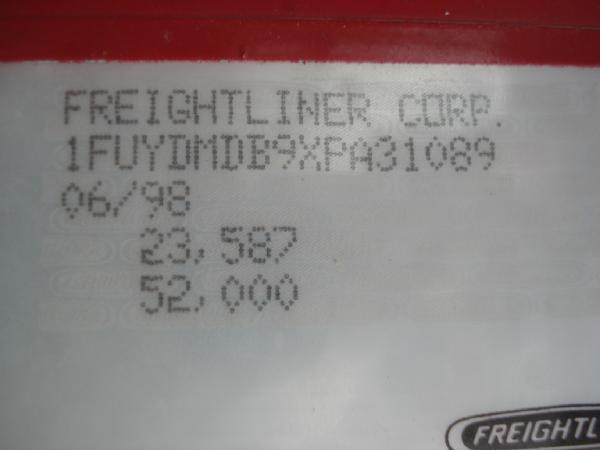 FREIGHTLINER CORP.
1FUYDMDB9XPA31089
06/98
23,587
52,000
FREIGHTL